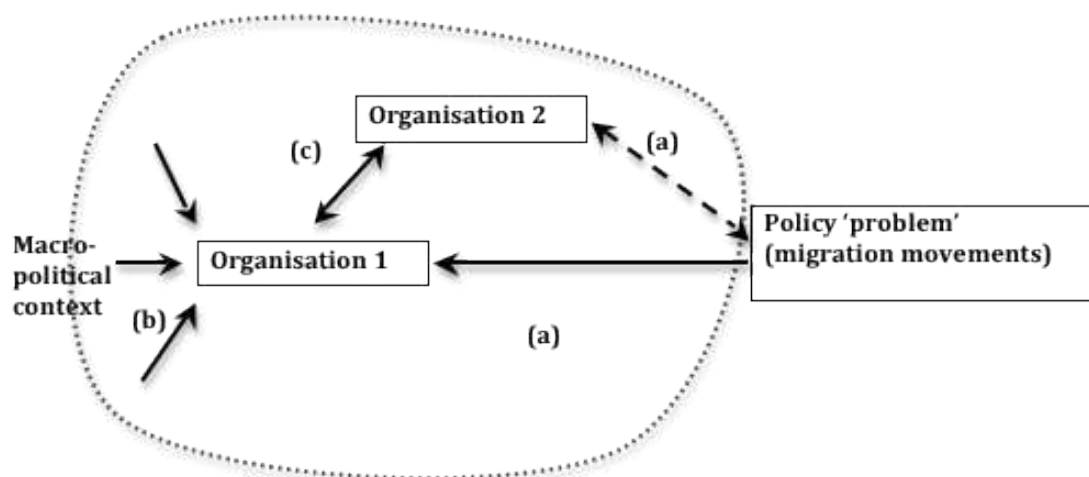 Organisation 2
(c)
(a)
Macro-
political
context
Organisation 1
Policy ‘problem’
(migration movements)
(b)
(a)